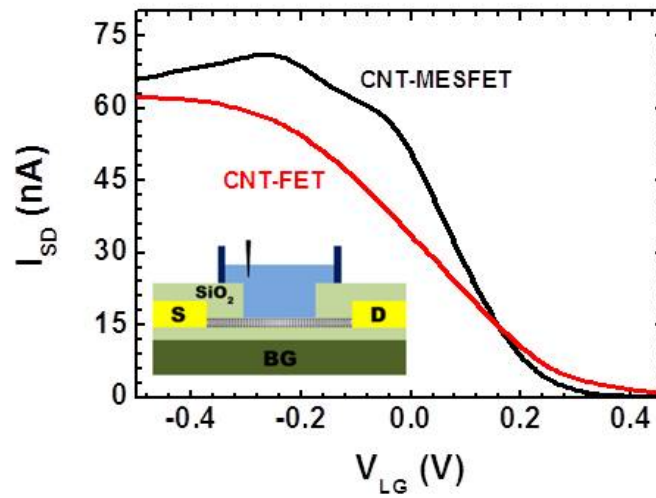 75
60
45
30
15
0
I_SD (nA)
CNT-MESFET
CNT-FET
SiO₂
S
D
BG
-0.4
-0.2
0.0
0.2
0.4
V_LG (V)